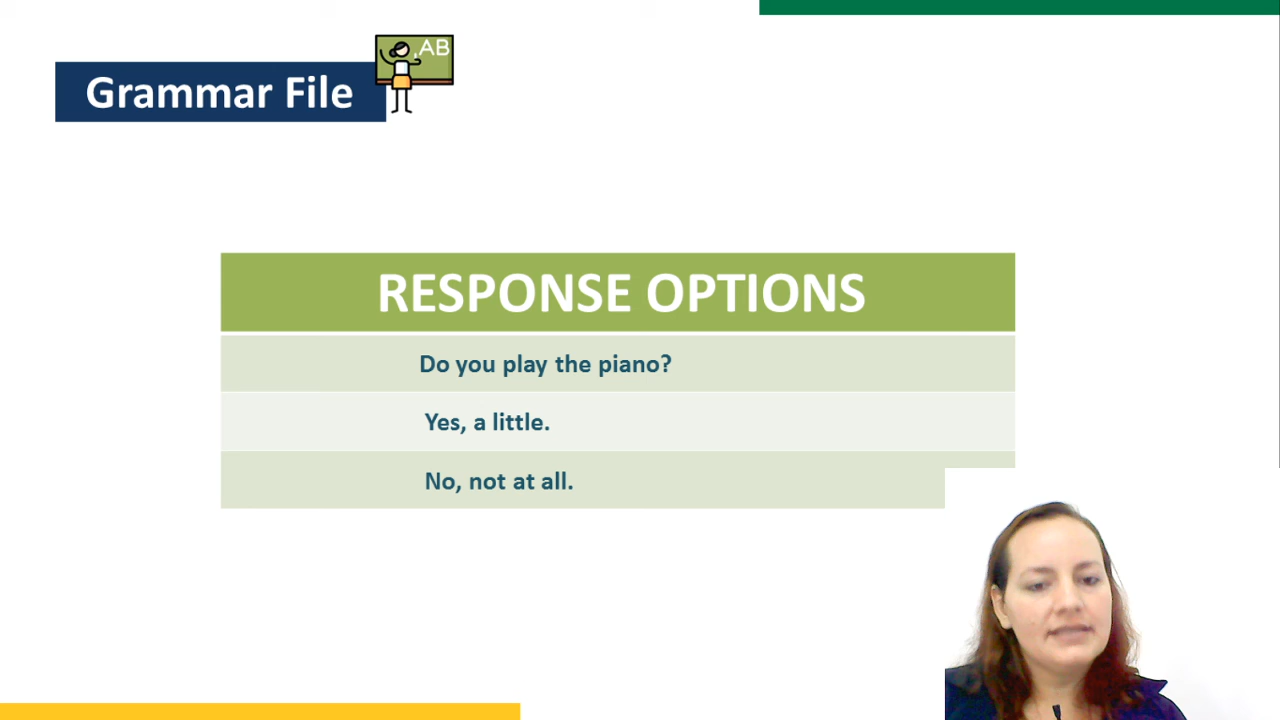 Grammar File
,AB
RESPONSE OPTIONS
Do you play the piano?
Yes, a little.
No, not at all.